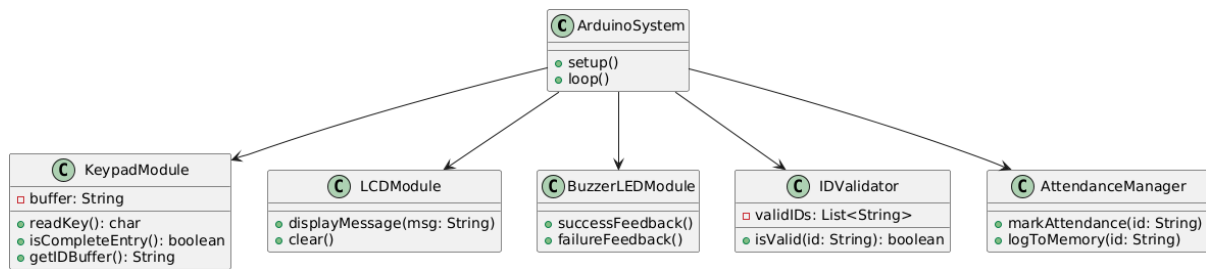 C ArduinoSystem
setup()
loop()
C KeypadModule
buffer: String
readKey(): char
isCompleteEntry(): boolean
getIDBuffer(): String
C LCDModule
displayMessage(msg: String)
clear()
C BuzzerLEDModule
successFeedback()
failureFeedback()
C IDValidator
validIDs: List<String>
isValid(id: String): boolean
C AttendanceManager
markAttendance(id: String)
logToMemory(id: String)